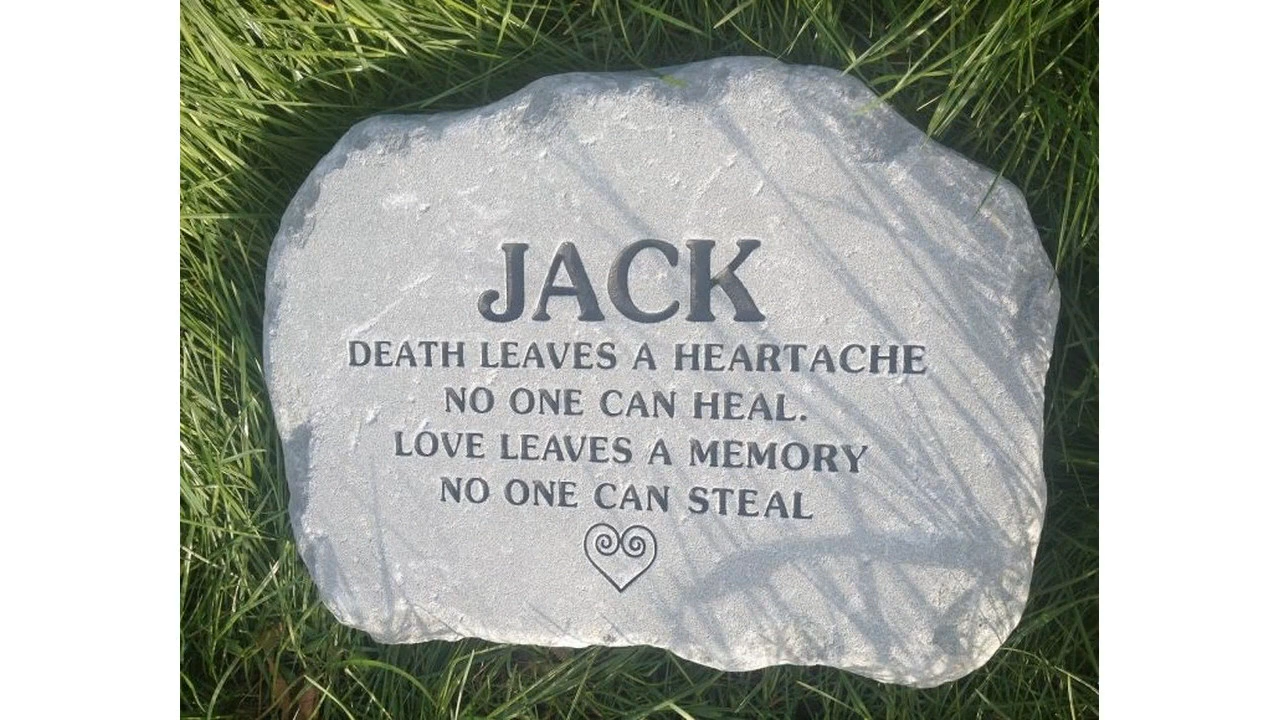 JACK
DEATH LEAVES A HEARTACHE
NO ONE CAN HEAL.
LOVE LEAVES A MEMORY
NO ONE CAN STEAL